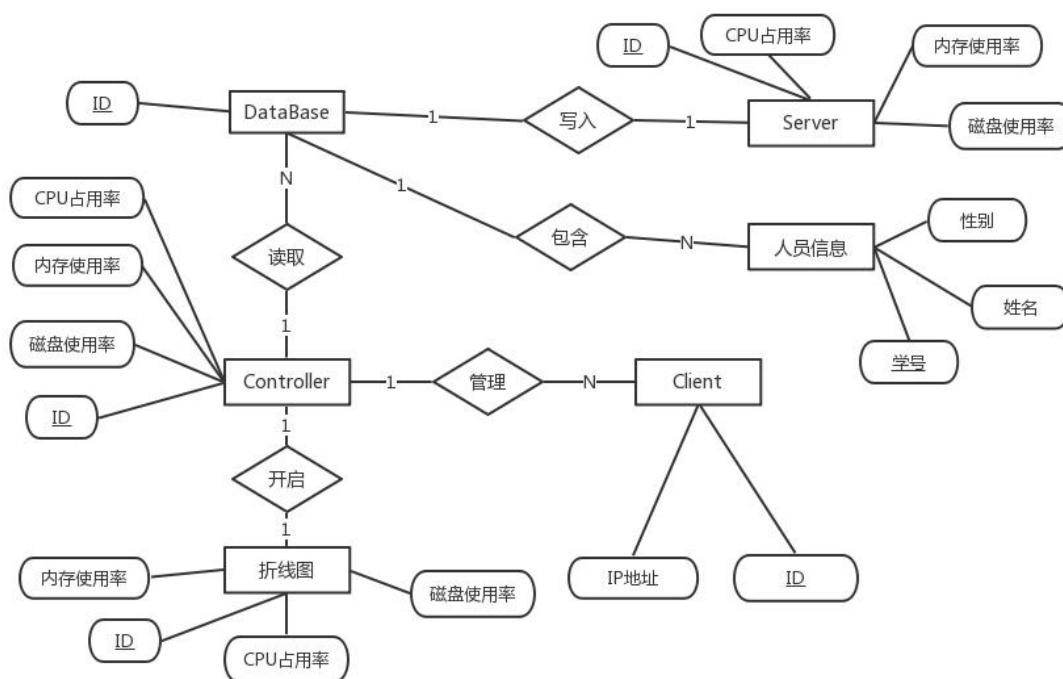 ID
CPU占用率
内存使用率
ID
DataBase
1
写入
1
Server
磁盘使用率
N
1
CPU占用率
性别
读取
包含
N
人员信息
内存使用率
姓名
1
磁盘使用率
学号
Controller
1
管理
N
Client
ID
1
开启
1
内存使用率
折线图
磁盘使用率
IP地址
ID
ID
CPU占用率